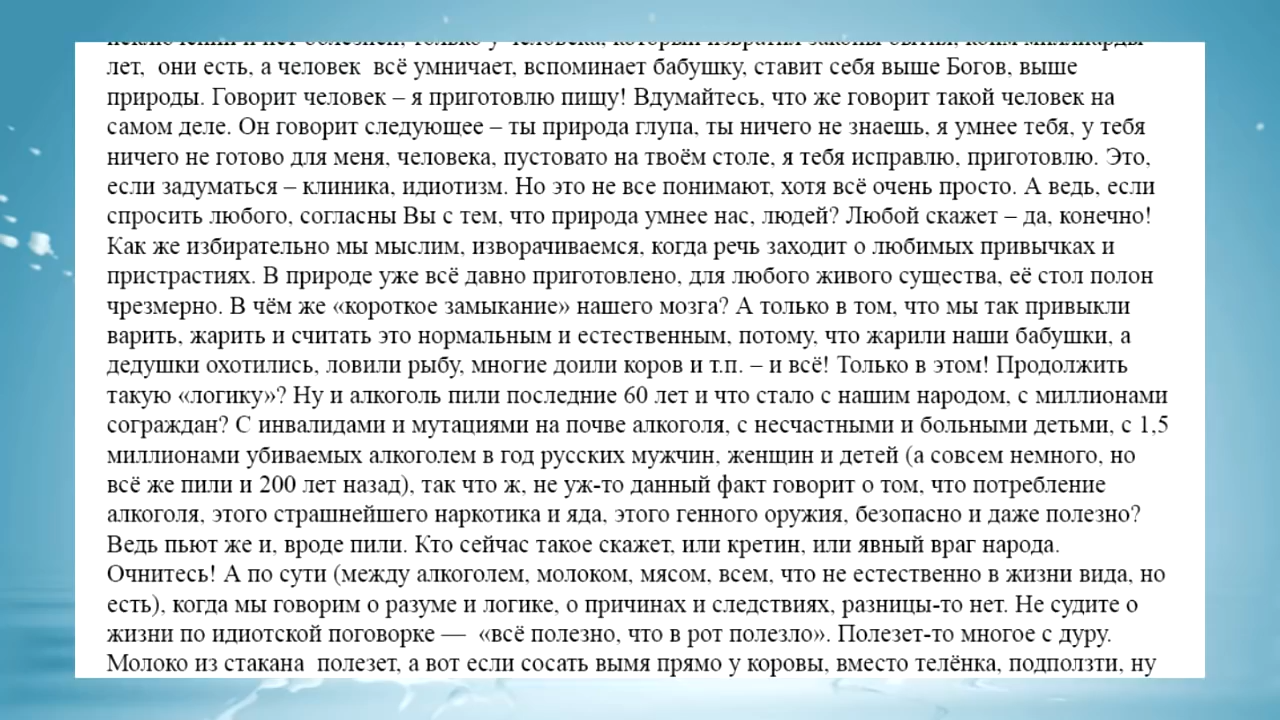 лет,  они есть, а человек  всё умничает, вспоминает бабушку, ставит себя выше Богов, выше
природы. Говорит человек – я приготовлю пищу! Вдумайтесь, что же говорит такой человек на
самом деле. Он говорит следующее – ты природа глупа, ты ничего не знаешь, я умнее тебя, у тебя
ничего не готово для меня, человека, пустовато на твоём столе, я тебя исправлю, приготовлю. Это,
если задуматься – клиника, идиотизм. Но это не все понимают, хотя всё очень просто. А ведь, если
спросить любого, согласны Вы с тем, что природа умнее нас, людей? Любой скажет – да, конечно!
Как же избирательно мы мыслим, изворачиваемся, когда речь заходит о любимых привычках и
пристрастиях. В природе уже всё давно приготовлено, для любого живого существа, её стол полон
чрезмерно. В чём же «короткое замыкание» нашего мозга? А только в том, что мы так привыкли
варить, жарить и считать это нормальным и естественным, потому, что жарили наши бабушки, а
дедушки охотились, ловили рыбу, многие доили коров и т.п. – и всё! Только в этом! Продолжить
такую «логику»? Ну и алкоголь пили последние 60 лет и что стало с нашим народом, с миллионами
сограждан? С инвалидами и мутациями на почве алкоголя, с несчастными и больными детьми, с 1,5
миллионами убиваемых алкоголем в год русских мужчин, женщин и детей (а совсем немного, но
всё же пили и 200 лет назад), так что ж, не уж-то данный факт говорит о том, что потребление
алкоголя, этого страшнейшего наркотика и яда, этого генного оружия, безопасно и даже полезно?
Ведь пьют же и, вроде пили. Кто сейчас такое скажет, или кретин, или явный враг народа.
Очнитесь! А по сути (между алкоголем, молоком, мясом, всем, что не естественно в жизни вида, но
есть), когда мы говорим о разуме и логике, о причинах и следствиях, разницы-то нет. Не судите о
жизни по идиотской поговорке —  «всё полезно, что в рот полезло». Полезет-то многое с дуру.
Молоко из стакана  полезет, а вот если сосать вымя прямо у коровы, вместо телёнка, подползти, ну